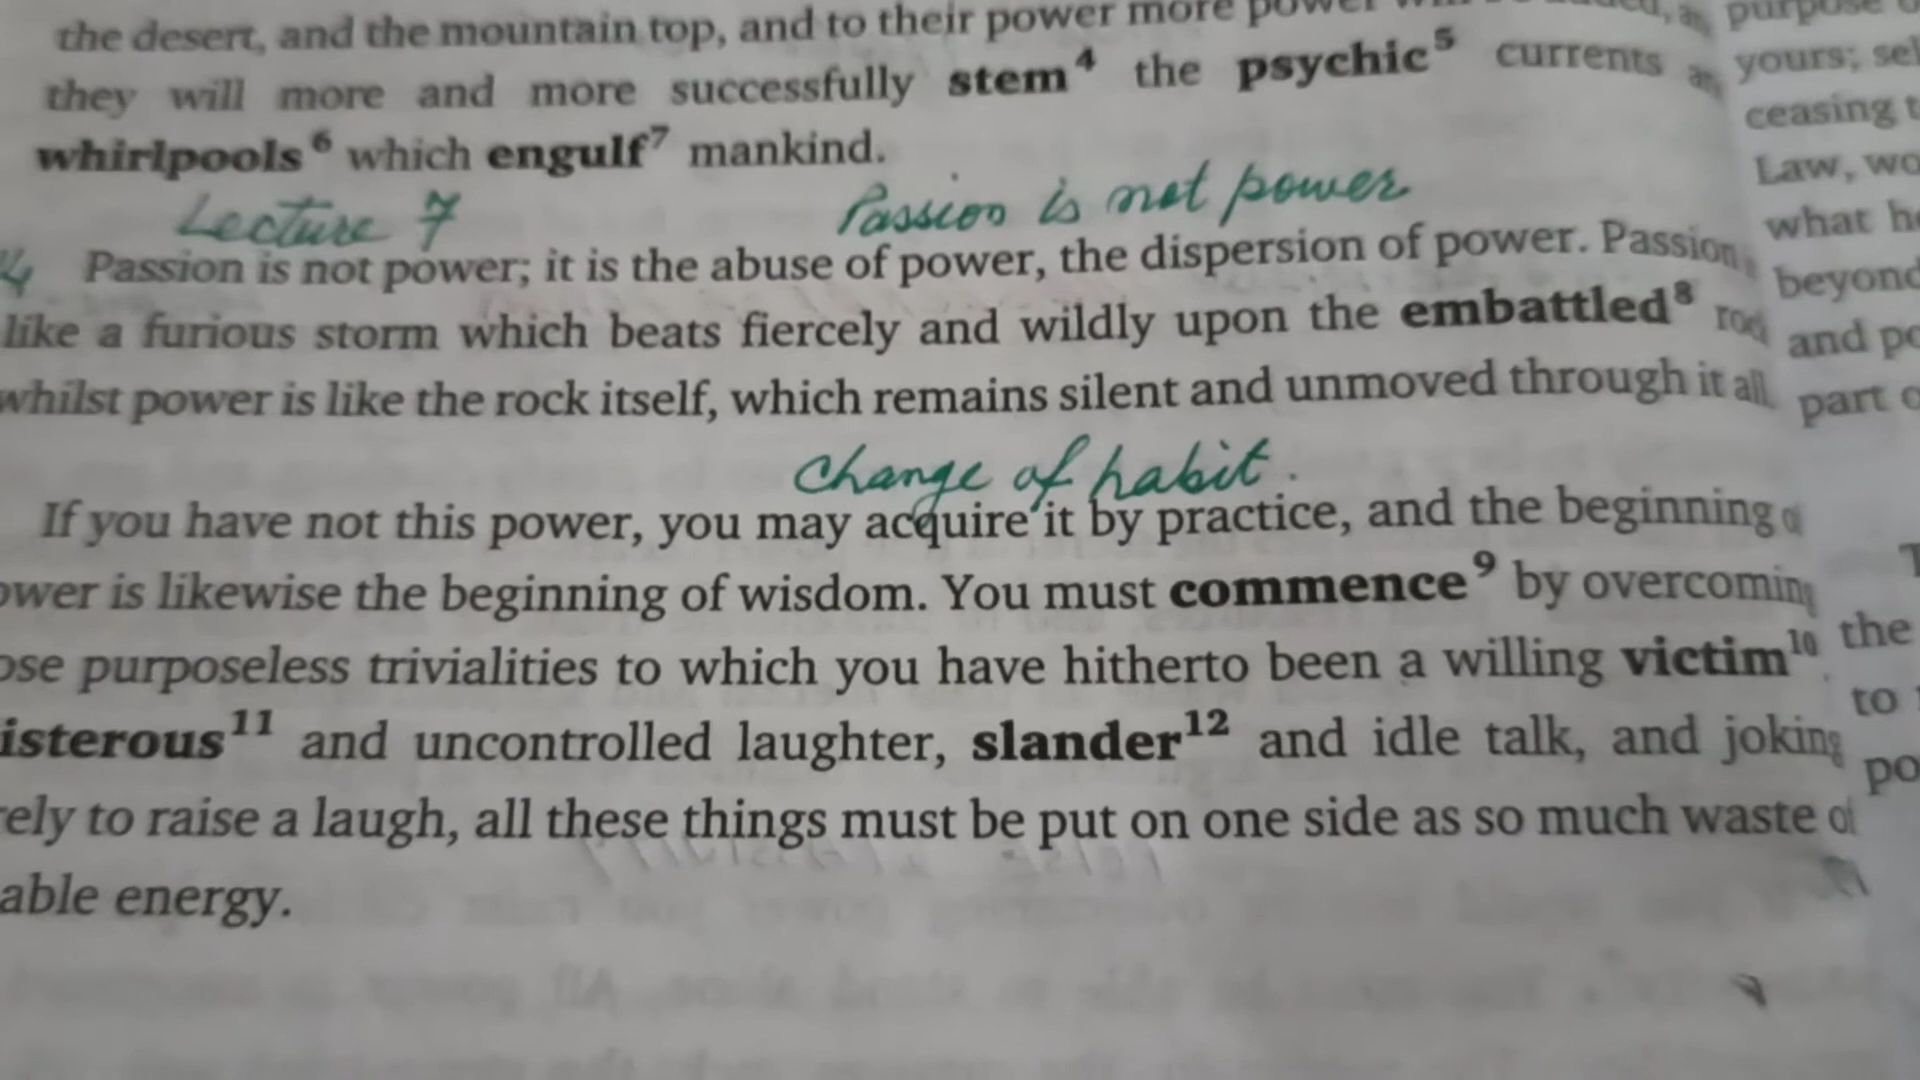 the desert, and the mountain top, and to their power more power
they will more and more successfully stem⁴ the psychic⁵ currents
whirlpools⁶ which engulf⁷ mankind.
Lecture 7 Passion is not power
Passion is not power; it is the abuse of power, the dispersion of power. Passion
like a furious storm which beats fiercely and wildly upon the embattled⁸
whilst power is like the rock itself, which remains silent and unmoved through it all
Change of habit.
If you have not this power, you may acquire it by practice, and the beginning
ower is likewise the beginning of wisdom. You must commence⁹ by overcoming
ose purposeless trivialities to which you have hitherto been a willing victim¹⁰.
isterous¹¹ and uncontrolled laughter, slander¹² and idle talk, and joking
rely to raise a laugh, all these things must be put on one side as so much waste of
able energy.
purpose
yours;
ceasing
Law,
what
beyond
and
part
the
to